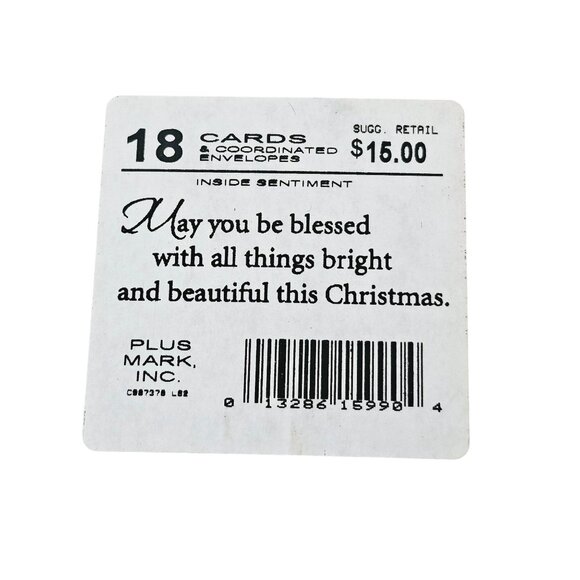 18 CARDS
& COORDINATED
ENVELOPES
SUGG. RETAIL
$15.00
INSIDE SENTIMENT
May you be blessed
with all things bright
and beautiful this Christmas.
PLUS
MARK,
INC.
0 13286 15990 4